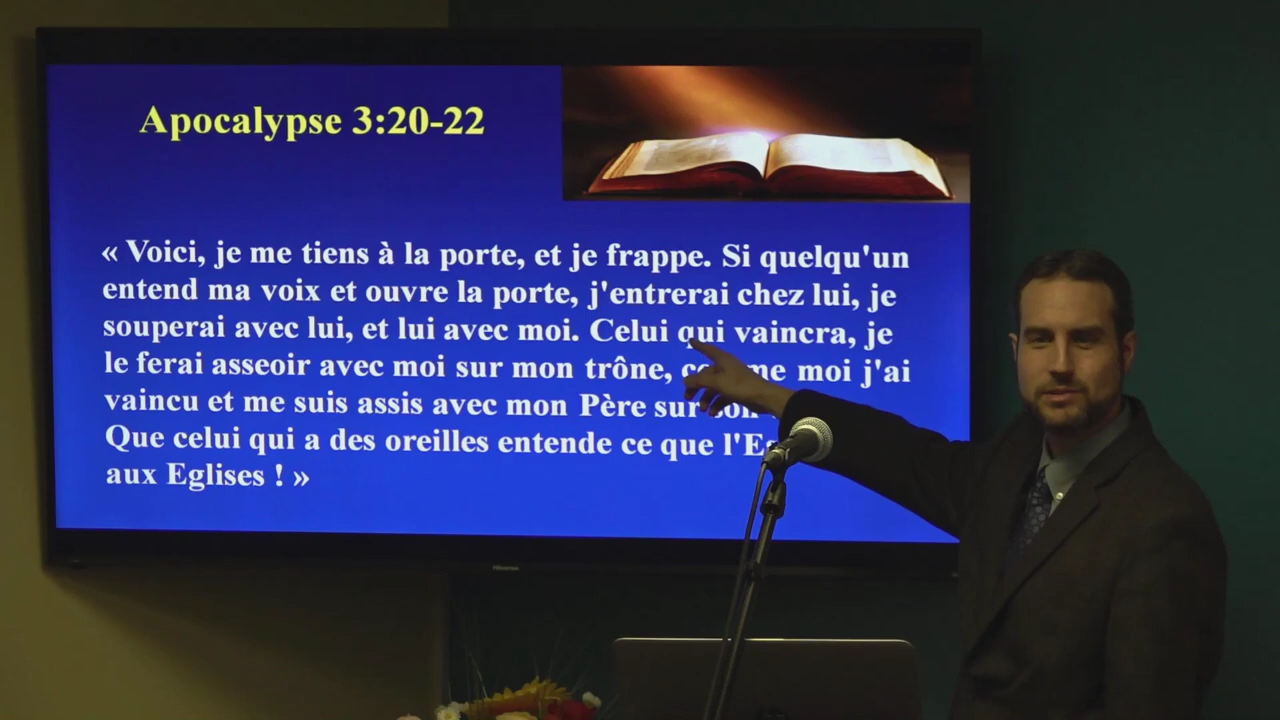 Apocalypse 3:20-22
« Voici, je me tiens à la porte, et je frappe. Si quelqu'un
entend ma voix et ouvre la porte, j'entrerai chez lui, je
souperai avec lui, et lui avec moi. Celui qui vaincra, je
le ferai asseoir avec moi sur mon trône, moi j'ai
vaincu et me suis assis avec mon Père sur
Que celui qui a des oreilles entende ce que
aux Eglises ! »
Hisense